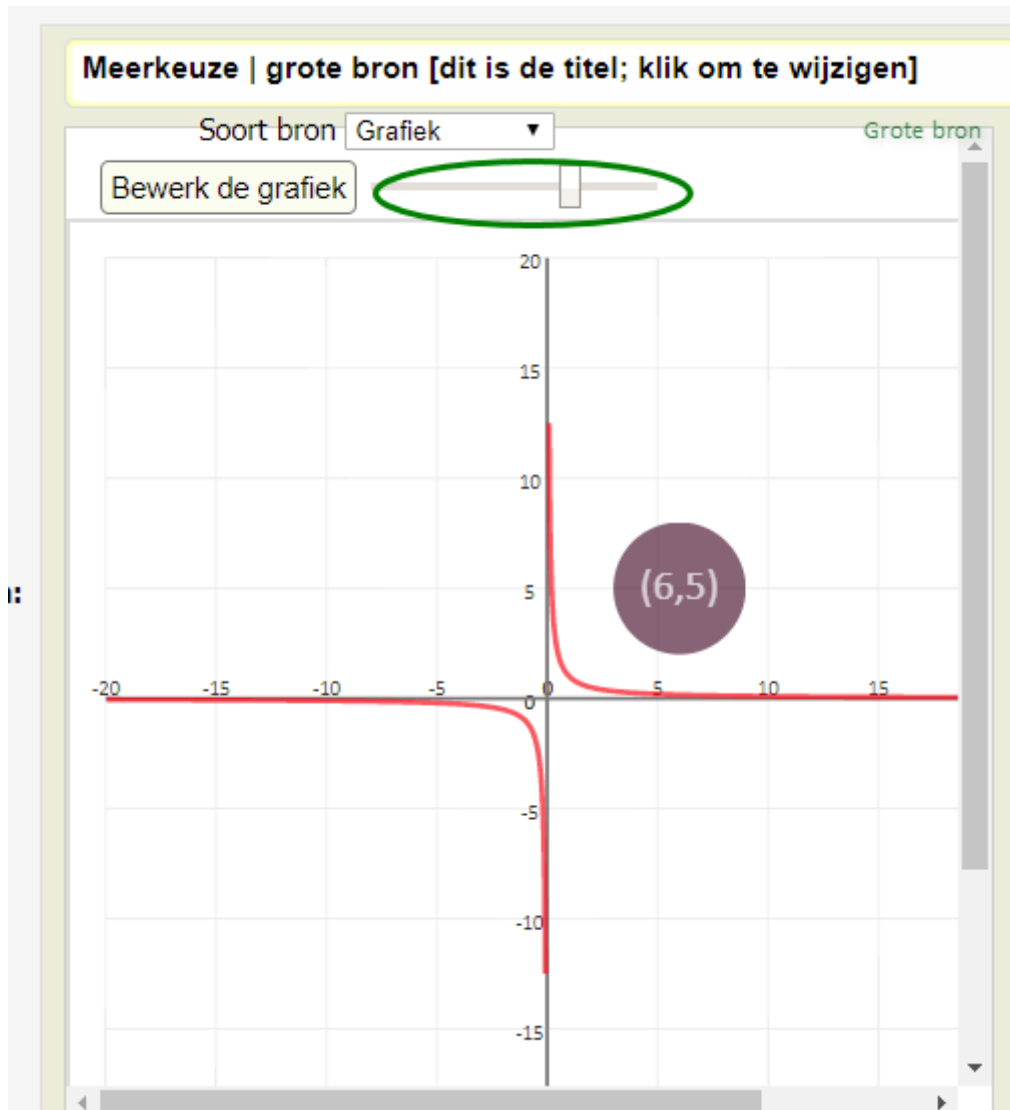 Meerkeuze | grote bron [dit is de titel; klik om te wijzigen]
Soort bron Grafiek ▼ Grote bron
Bewerk de grafiek
20
15
10
(6,5)
5
-20 -15 -10 -5 0 5 10 15
0
-5
-10
-15